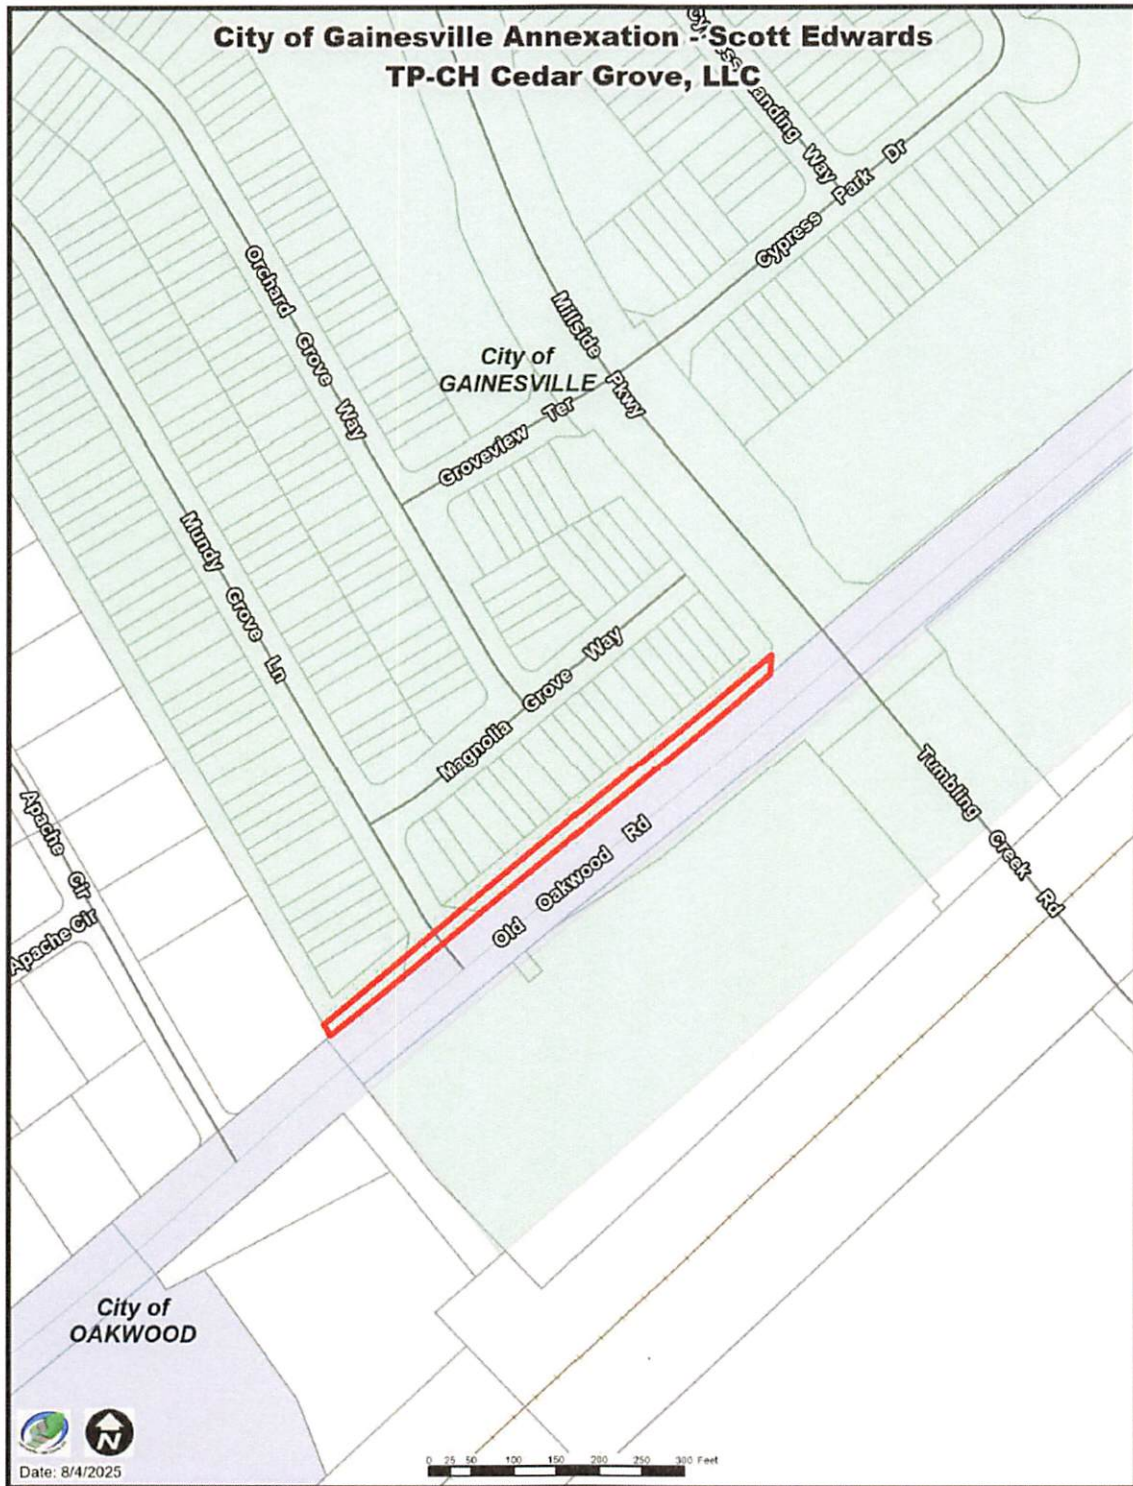 City of Gainesville Annexation - Scott Edwards
TP-CH Cedar Grove, LLC
Cypress Landing Way
Cypress Park Dr
Orchard Grove Way
Millside Pkwy
City of
GAINESVILLE
Groveview Ter
Mundy Grove Ln
Magnolia Grove Way
Tumbling Creek Rd
Old Oakwood Rd
Apache Cir
Apache Cir
City of
OAKWOOD
N
Date: 8/4/2025
0 25 50 100 150 200 250 300 Feet